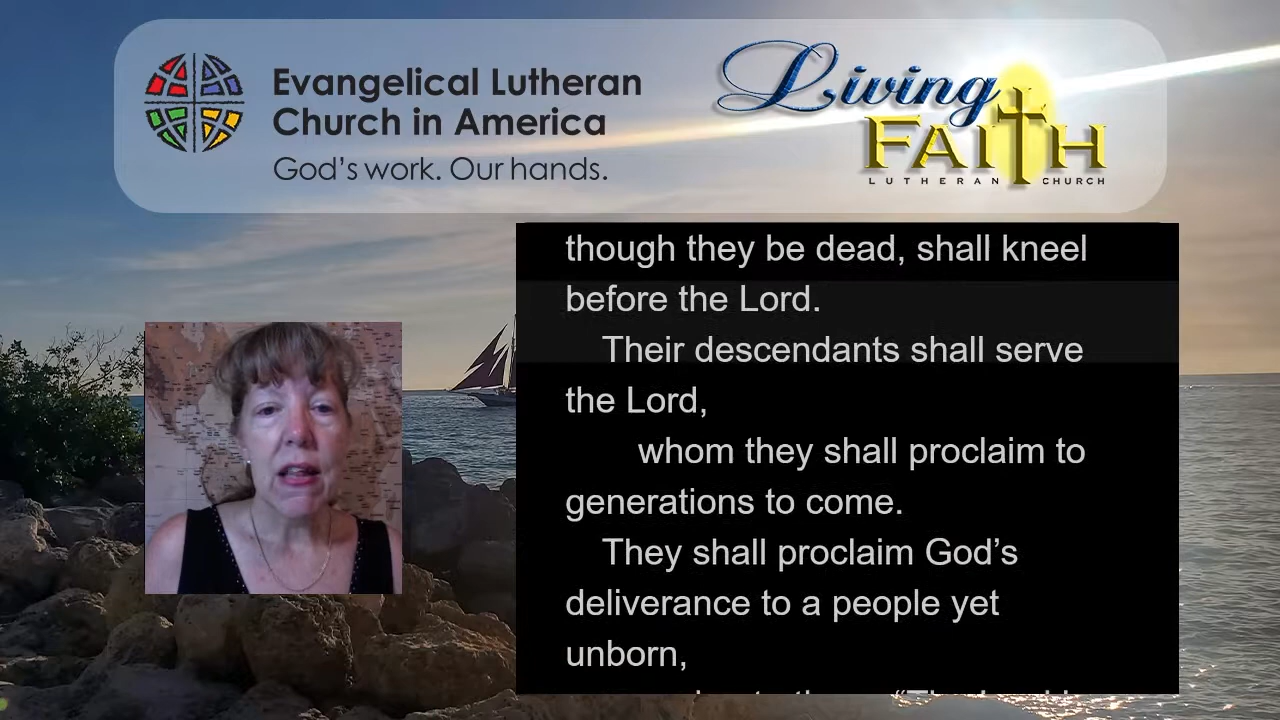 Evangelical Lutheran
Church in America
God's work. Our hands.
Living
FAITH
LUTHERAN CHURCH
though they be dead, shall kneel
before the Lord.
Their descendants shall serve
the Lord,
whom they shall proclaim to
generations to come.
They shall proclaim God’s
deliverance to a people yet
unborn,